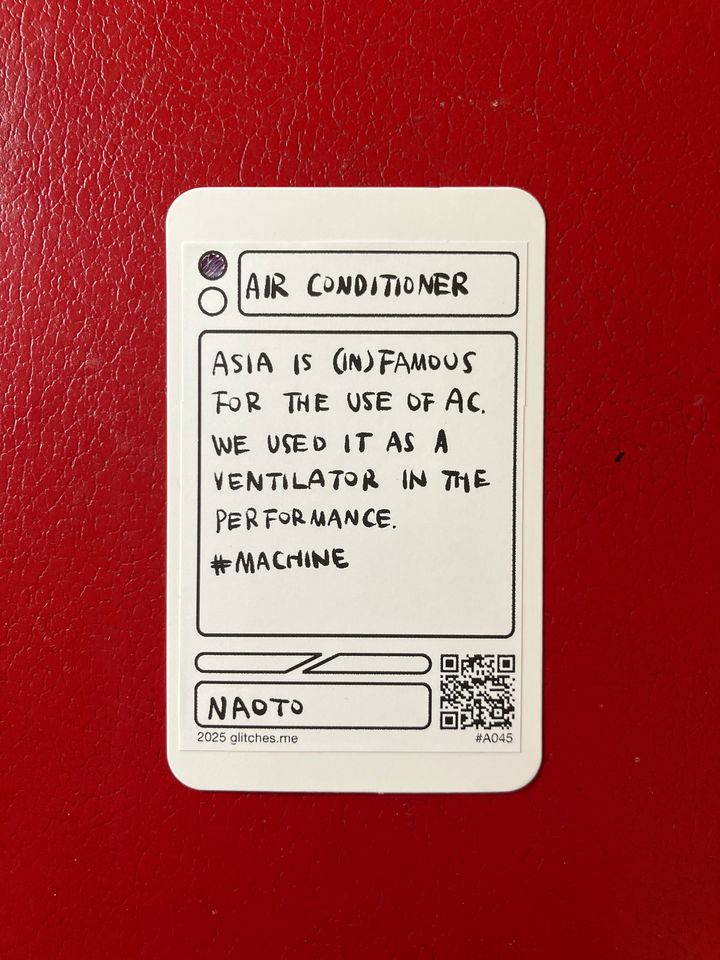 AIR CONDITIONER
ASIA IS (IN)FAMOUS
FOR THE USE OF AC.
WE USED IT AS A
VENTILATOR IN THE
PERFORMANCE.
#MACHINE
NAOTO
2025 glitches.me
#A045